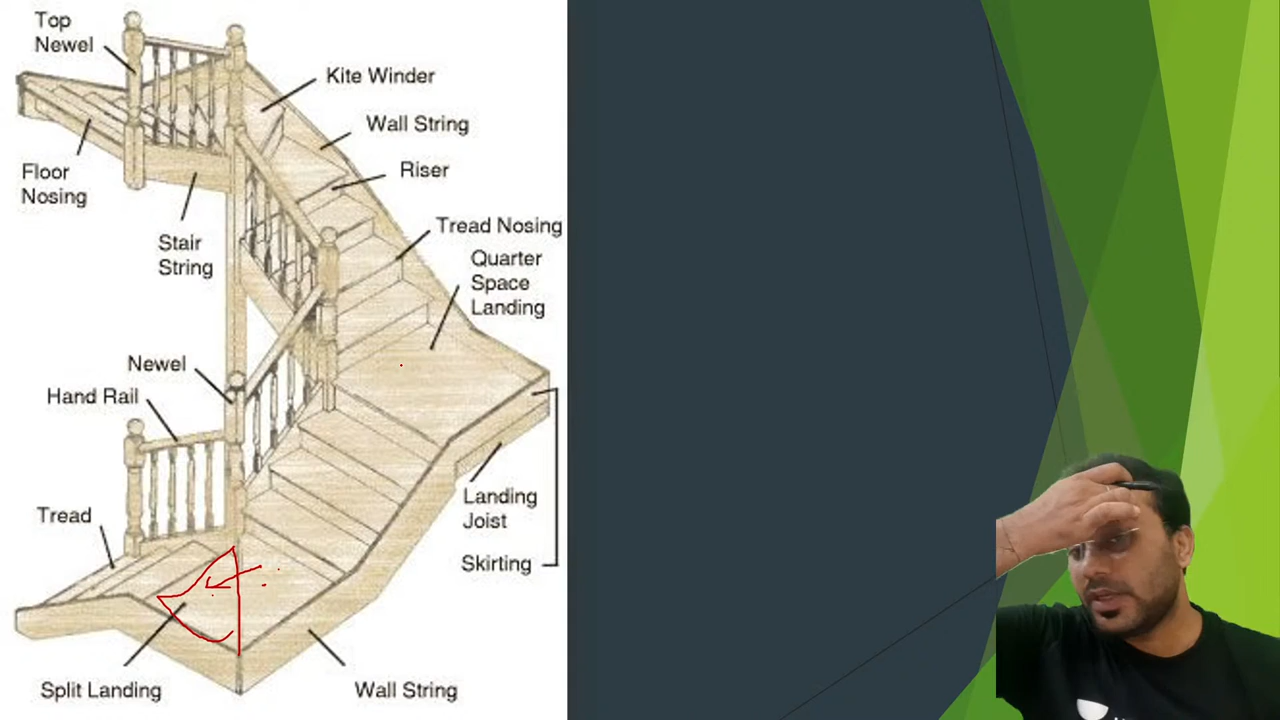 Top
Newel
Kite Winder
Wall String
Riser
Floor
Nosing
Tread Nosing
Stair
String
Quarter
Space
Landing
Newel
Hand Rail
Landing
Joist
Tread
Skirting
Split Landing
Wall String